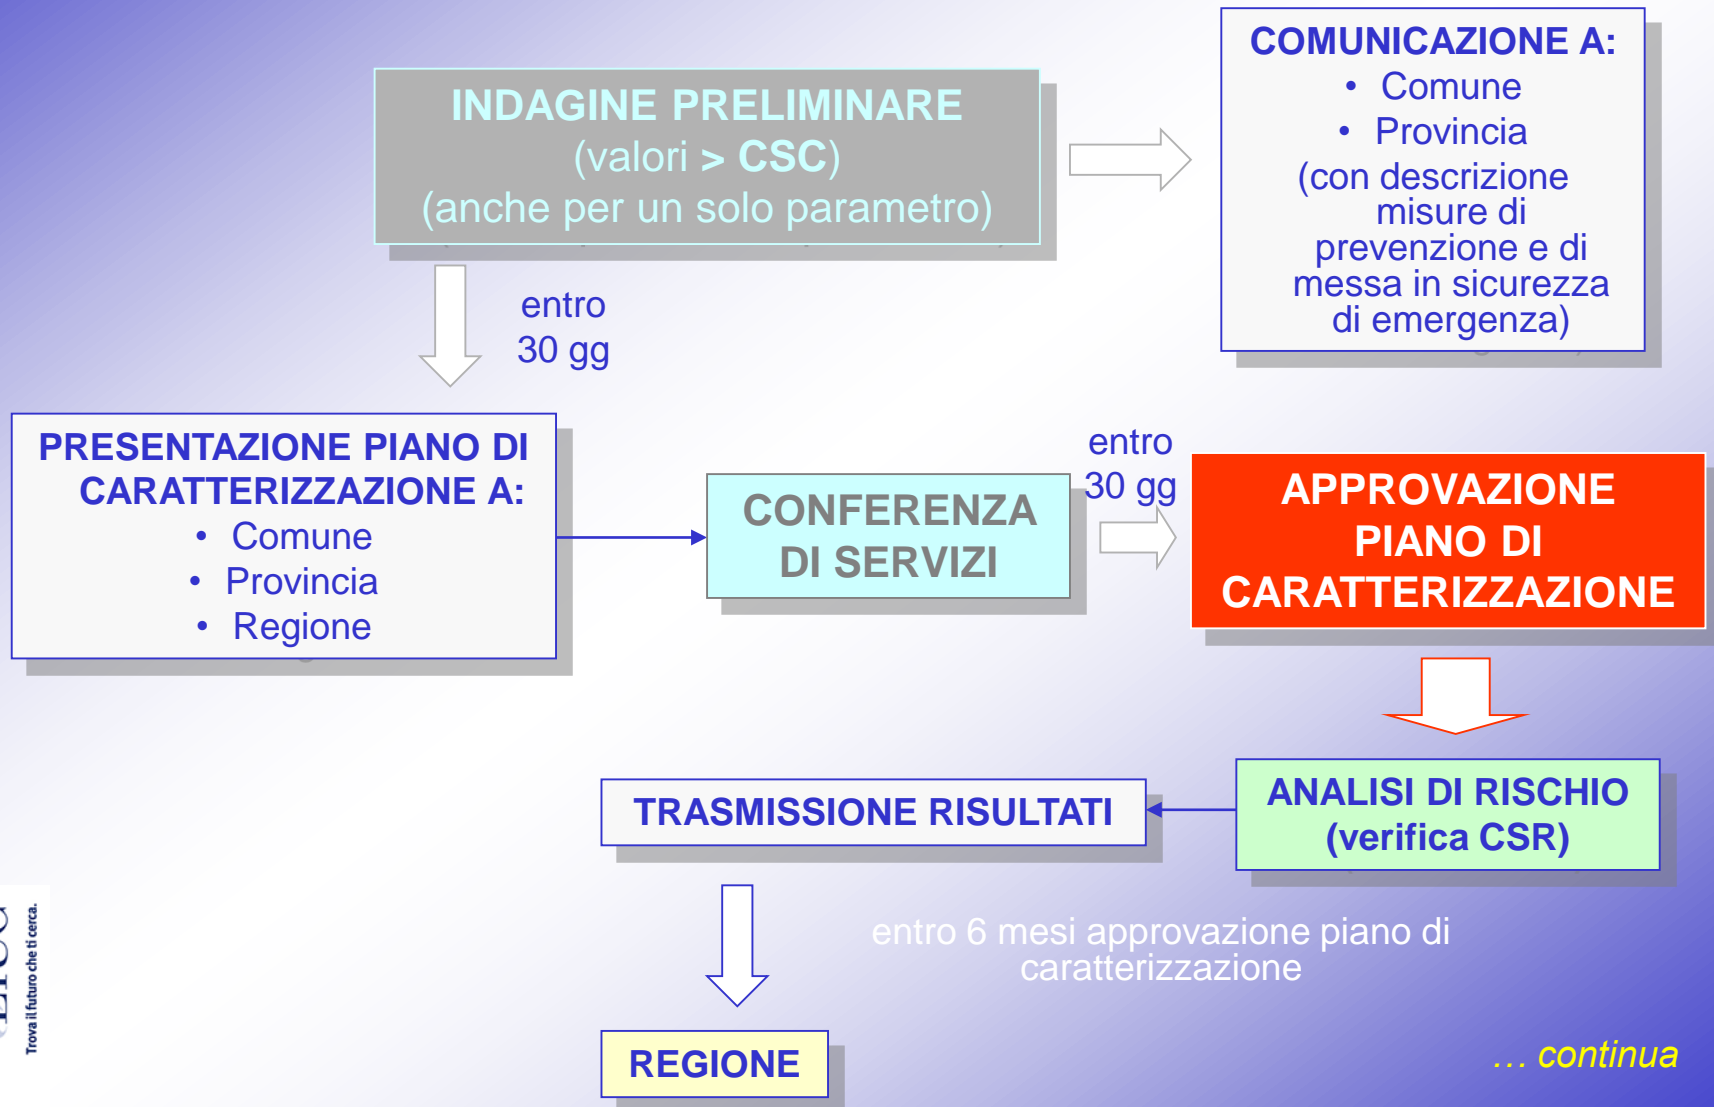 INDAGINE PRELIMINARE
(valori > CSC)
(anche per un solo parametro)
COMUNICAZIONE A:
• Comune
• Provincia
(con descrizione
misure di
prevenzione e di
messa in sicurezza
di emergenza)
entro
30 gg
PRESENTAZIONE PIANO DI
CARATTERIZZAZIONE A:
• Comune
• Provincia
• Regione
CONFERENZA
DI SERVIZI
entro
30 gg
APPROVAZIONE
PIANO DI
CARATTERIZZAZIONE
ANALISI DI RISCHIO
(verifica CSR)
TRASMISSIONE RISULTATI
entro 6 mesi approvazione piano di
caratterizzazione
REGIONE
... continua
Trova il futuro che ti cerca.